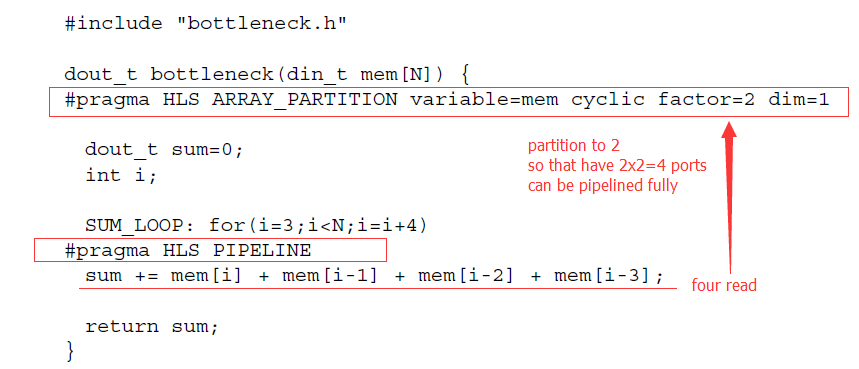 #include "bottleneck.h"
dout_t bottleneck(din_t mem[N]) {
#pragma HLS ARRAY_PARTITION variable=mem cyclic factor=2 dim=1
dout_t sum=0;
int i;
partition to 2
so that have 2x2=4 ports
can be pipelined fully
SUM_LOOP: for(i=3;i<N;i=i+4)
#pragma HLS PIPELINE
sum += mem[i] + mem[i-1] + mem[i-2] + mem[i-3];
four read
return sum;
}